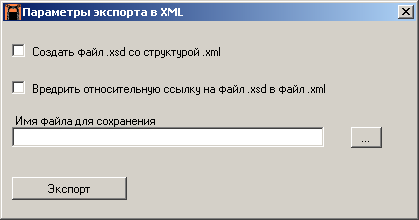 Параметры экспорта в XML
Создать файл .xsd со структурой .xml
Вредрить относительную ссылку на файл .xsd в файл .xml
Имя файла для сохранения
...
Экспорт